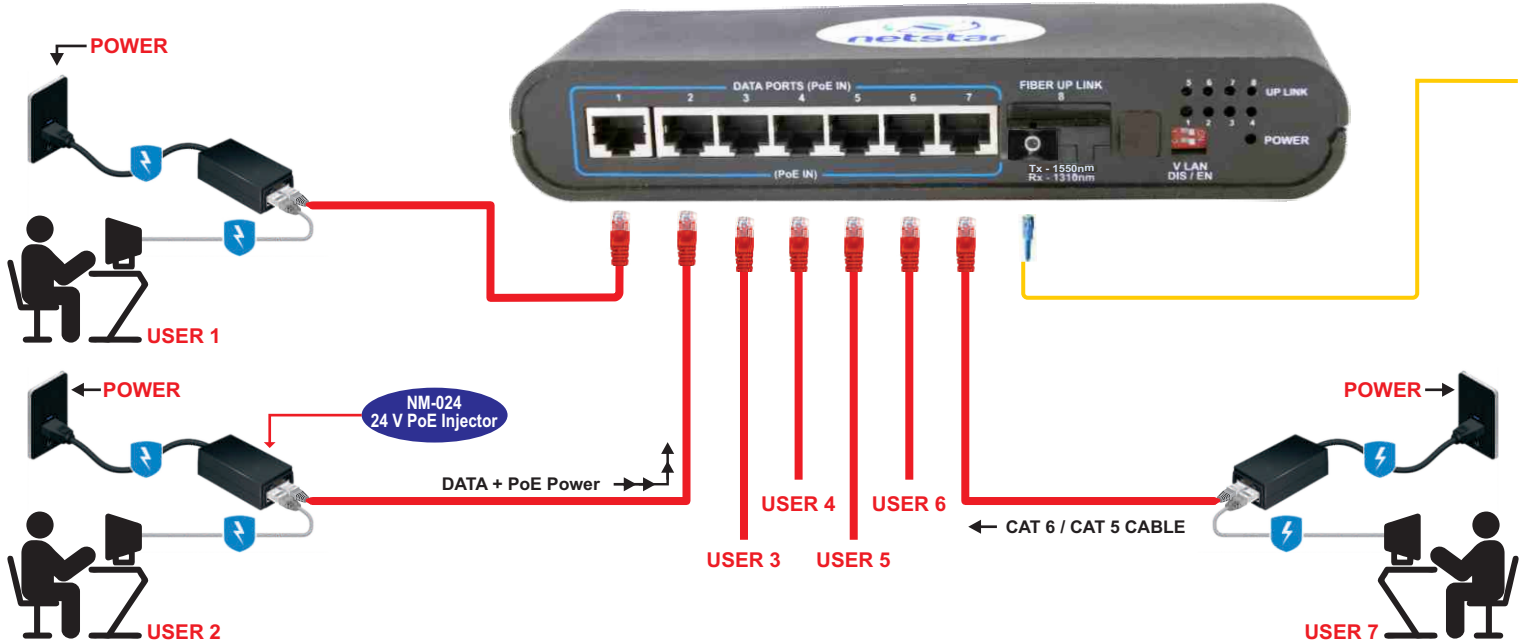 netstar
POWER
DATA PORTS (PoE IN)
1 2 3 4 5 6 7
FIBER UP LINK
8
5 6 7 8
UP LINK
1 2 3 4
POWER
(PoE IN)
Tx - 1550nm
Rx - 1310nm
V LAN
DIS / EN
USER 1
POWER
NM-024
24 V PoE Injector
DATA + PoE Power
USER 2
USER 3
USER 4
USER 5
USER 6
POWER
CAT 6 / CAT 5 CABLE
USER 7